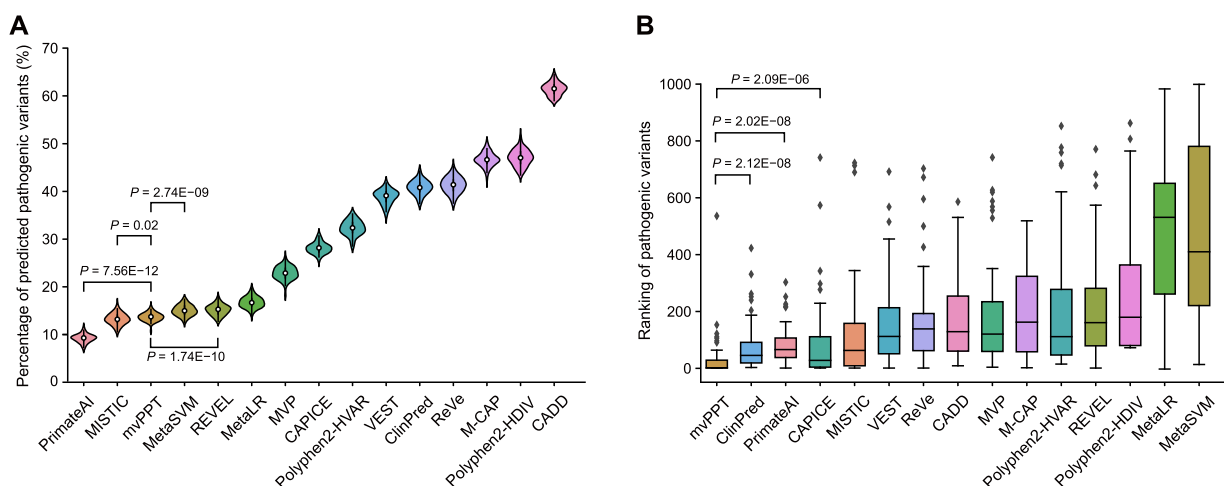 A
Percentage of predicted pathogenic variants (%)
70
60
50
40
30
20
10
0
P = 2.74E−09
P = 0.02
P = 7.56E−12
P = 1.74E−10
PrimateAI
MISTIC
mvPPT
MetaSVM
REVEL
MetaLR
MVP
CAPICE
Polyphen2-HVAR
VEST
ClinPred
ReVe
M-CAP
Polyphen2-HDIV
CADD
B
Ranking of pathogenic variants
1000
800
600
400
200
0
P = 2.09E−06
P = 2.02E−08
P = 2.12E−08
mvPPT
ClinPred
PrimateAI
CAPICE
MISTIC
VEST
ReVe
CADD
MVP
M-CAP
Polyphen2-HVAR
REVEL
Polyphen2-HDIV
MetaLR
MetaSVM